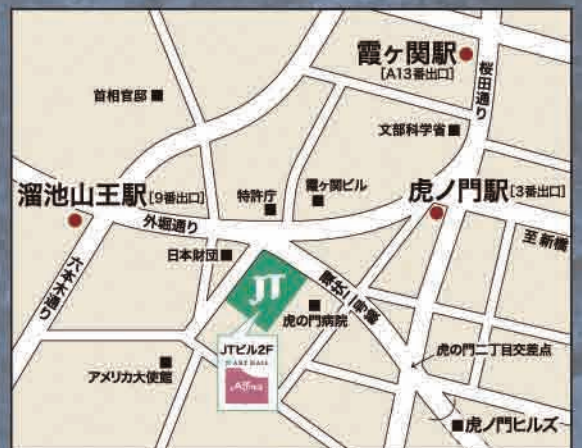 霞ヶ関駅
[A13番出口]
桜田通り
首相官邸
文部科学省
溜池山王駅[9番出口]
特許庁
霞ヶ関ビル
虎ノ門駅[3番出口]
外堀通り
至 新橋
日本財団
六本木通り
JT
虎の門病院
JTビル2F
JT ART HALL
虎の門二丁目交差点
アメリカ大使館
虎ノ門ヒルズ